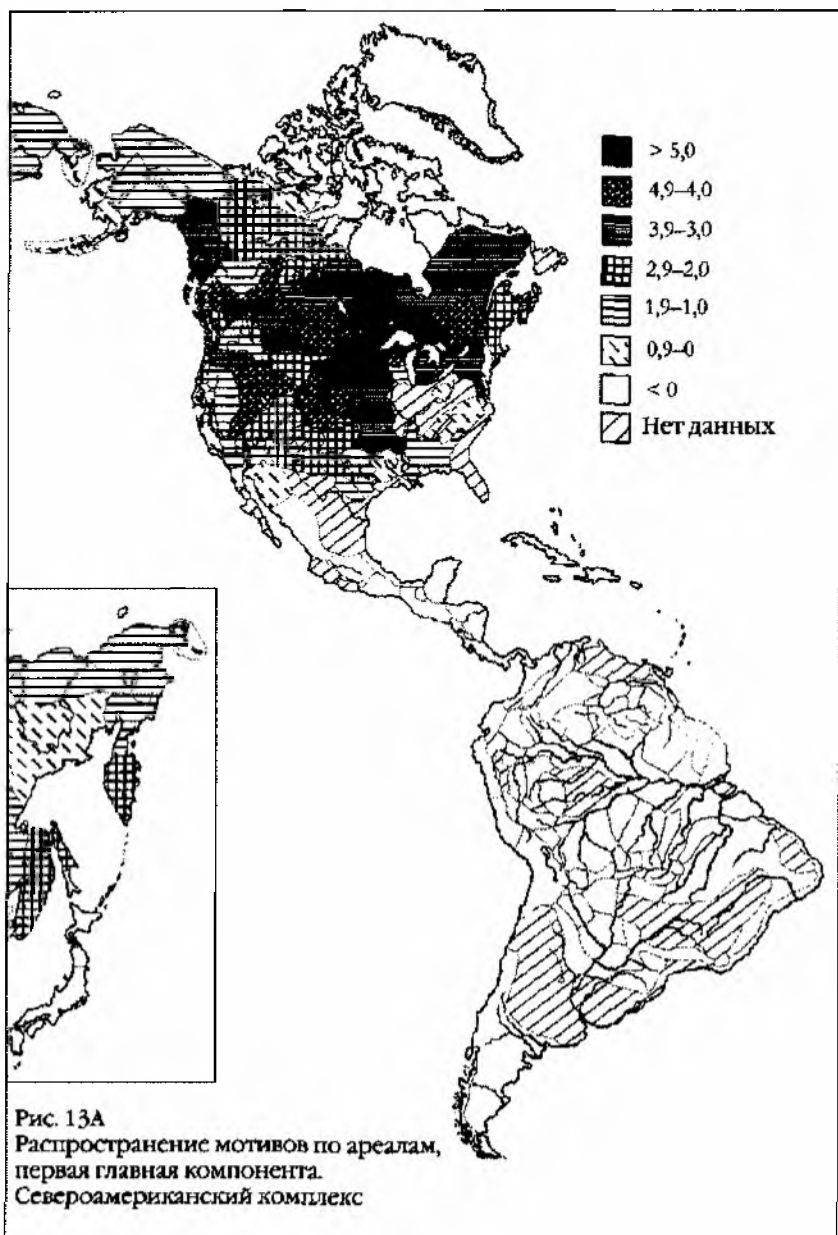 > 5,0
4,9–4,0
3,9–3,0
2,9–2,0
1,9–1,0
0,9–0
< 0
Нет данных
Рис. 13А
Распространение мотивов по ареалам,
первая главная компонента.
Североамериканский комплекс